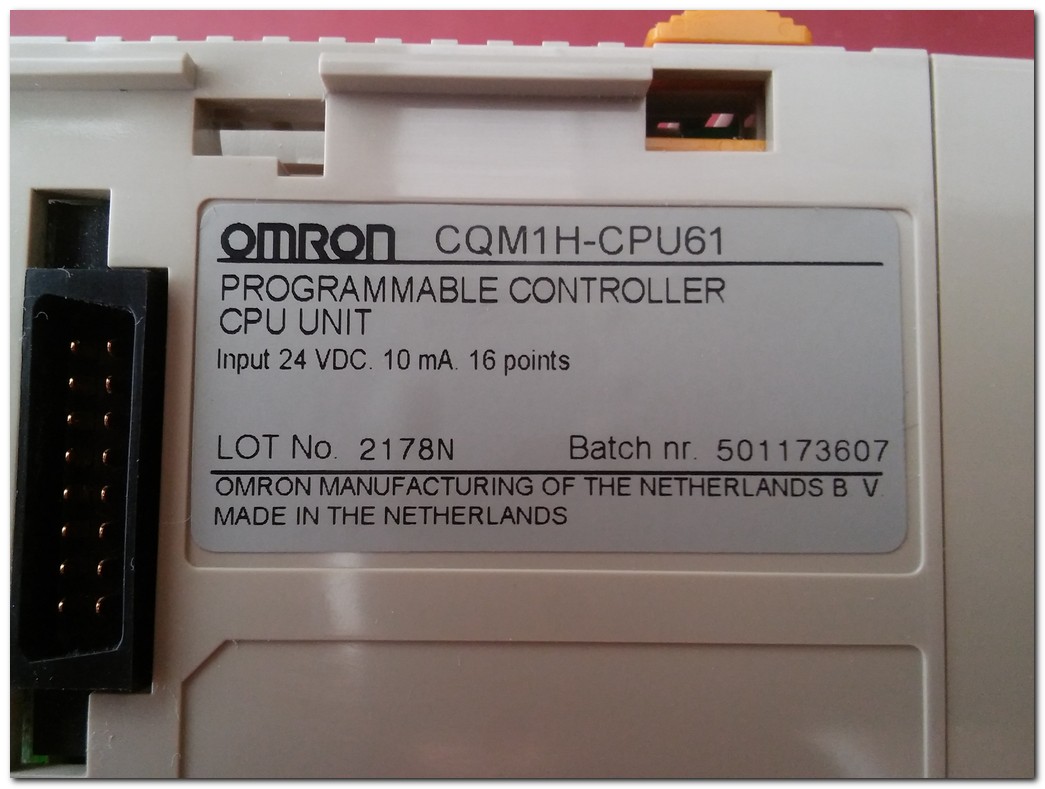 OMRON CQM1H-CPU61
PROGRAMMABLE CONTROLLER
CPU UNIT
Input 24 VDC. 10 mA. 16 points
LOT No. 2178N Batch nr. 501173607
OMRON MANUFACTURING OF THE NETHERLANDS B V
MADE IN THE NETHERLANDS